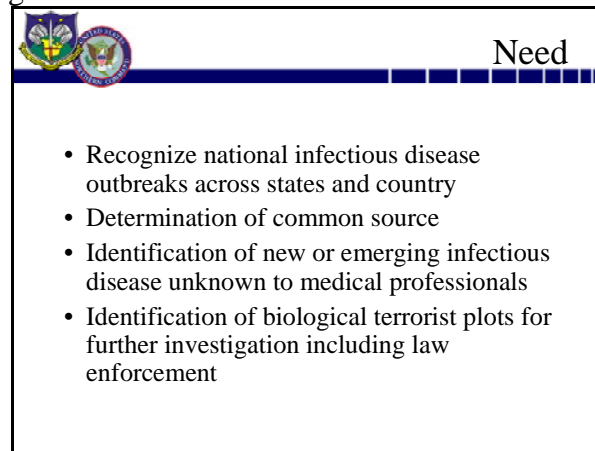 Need
• Recognize national infectious disease
outbreaks across states and country
• Determination of common source
• Identification of new or emerging infectious
disease unknown to medical professionals
• Identification of biological terrorist plots for
further investigation including law
enforcement